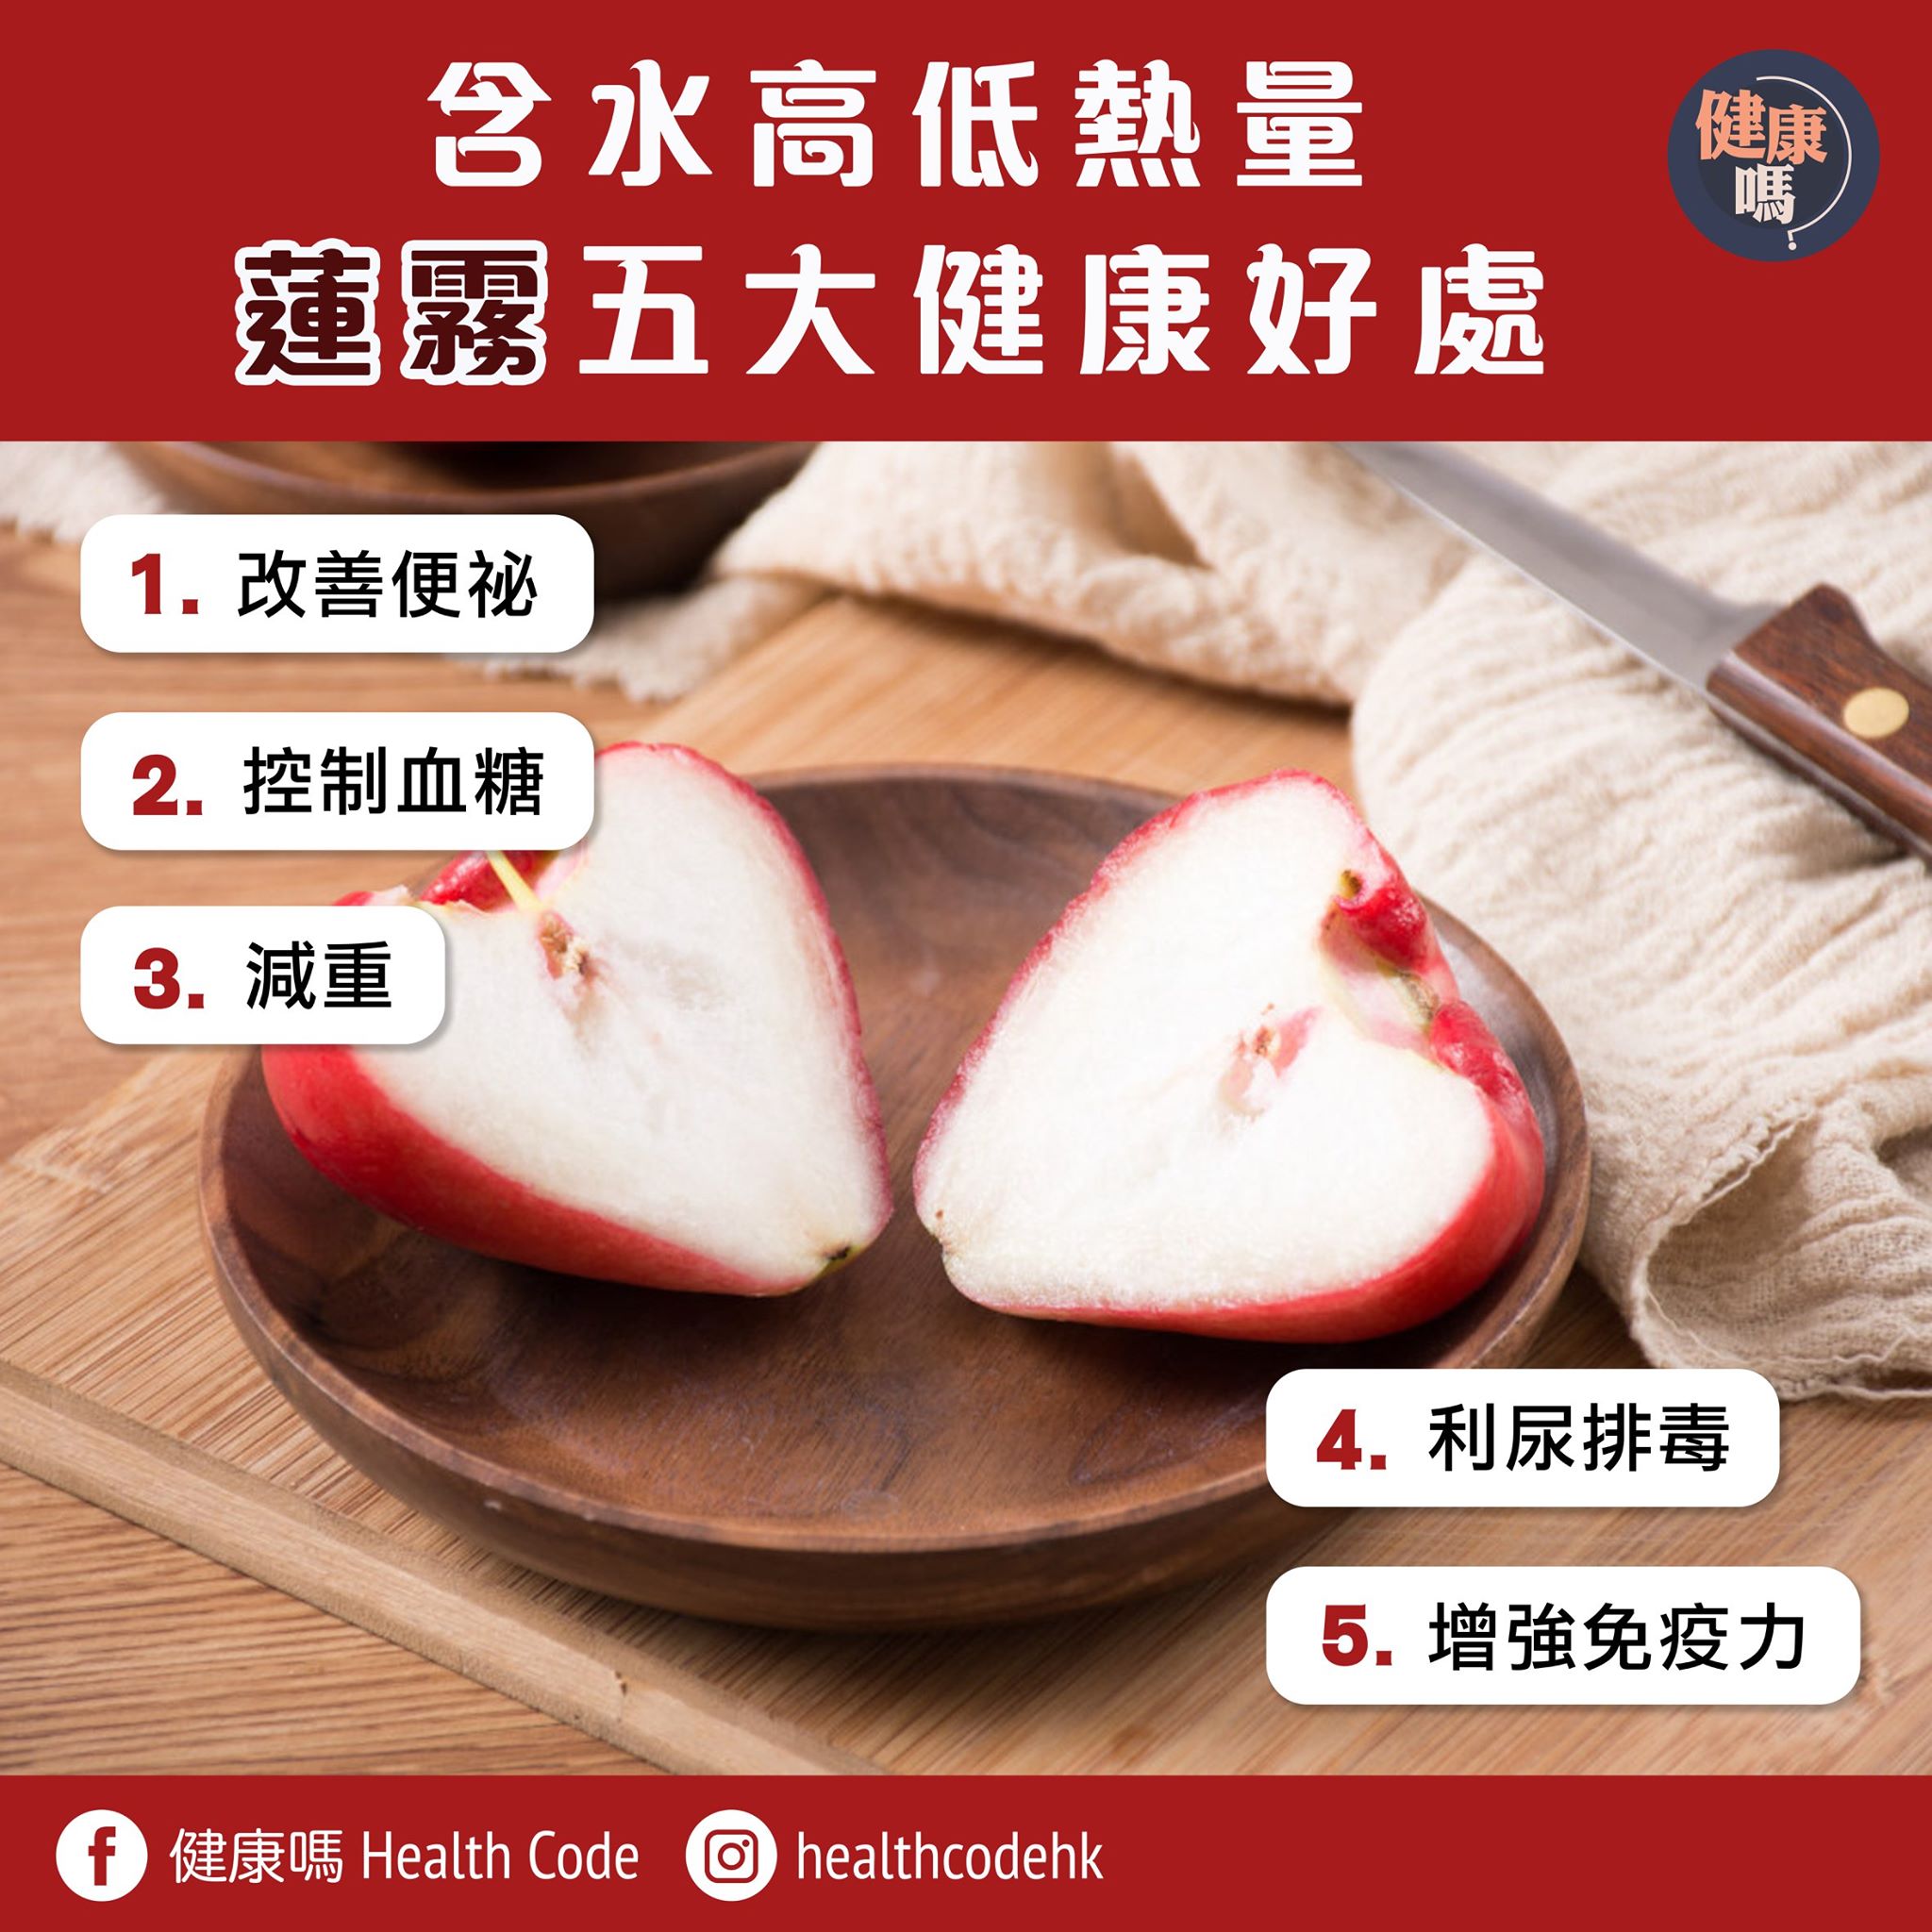 含水高低熱量
蓮霧五大健康好處
健康
嗎?
1. 改善便祕
2. 控制血糖
3. 減重
4. 利尿排毒
5. 增強免疫力
健康嗎 Health Code
healthcodehk